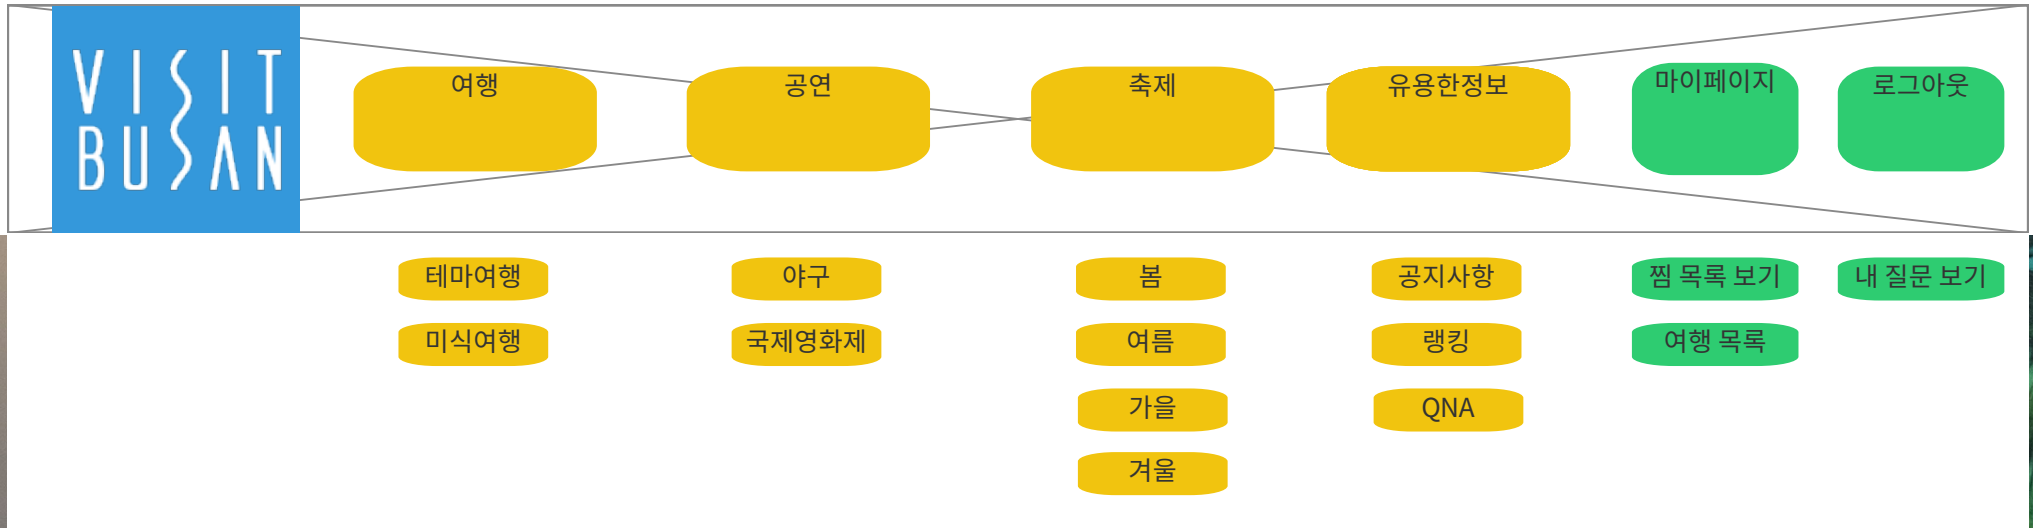 VISIT
BUSAN
여행
공연
축제
유용한정보
마이페이지
로그아웃
테마여행
야구
봄
공지사항
찜 목록 보기
내 질문 보기
미식여행
국제영화제
여름
랭킹
여행 목록
가을
QNA
겨울